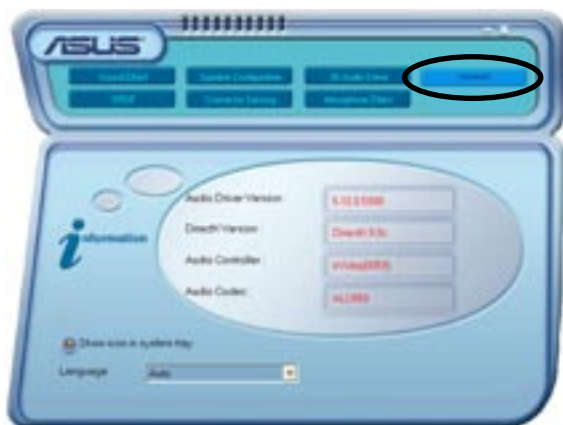 ASUS
Sound Effect
Speaker Configuration
3D Audio Demo
General
SPDIF
Connector Sensing
Microphone Effect
Audio Driver Version
DirectX Version
DirectX 9.0c
Audio Controller
Audio Codec
information
Show icon in system tray
Language
Auto